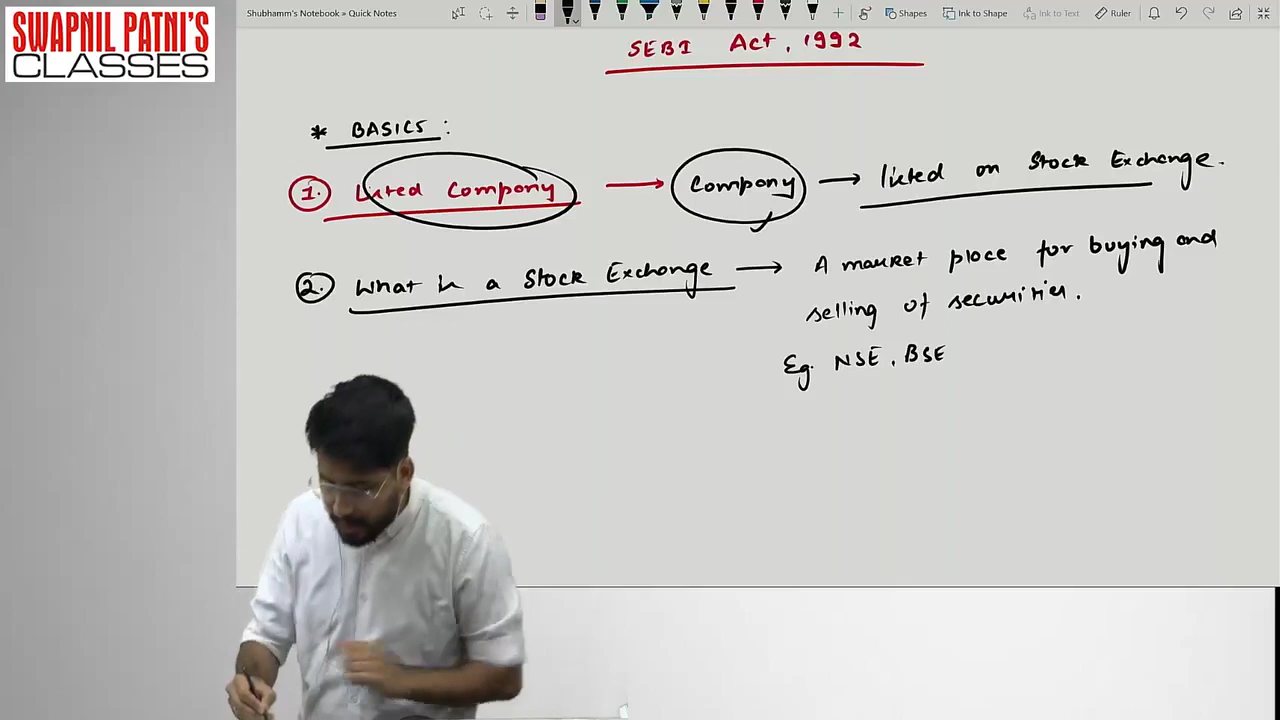 SWAPNIL PATNI'S
CLASSES
Shubhamm's Notebook » Quick Notes
Shapes
Ink to Shape
Ink to Text
Ruler
SEBI Act, 1992
* BASICS :
1. Listed Company → Company → listed on Stock Exchange.
2. What is a Stock Exchange → A market place for buying and
selling of securities.
Eg. NSE, BSE